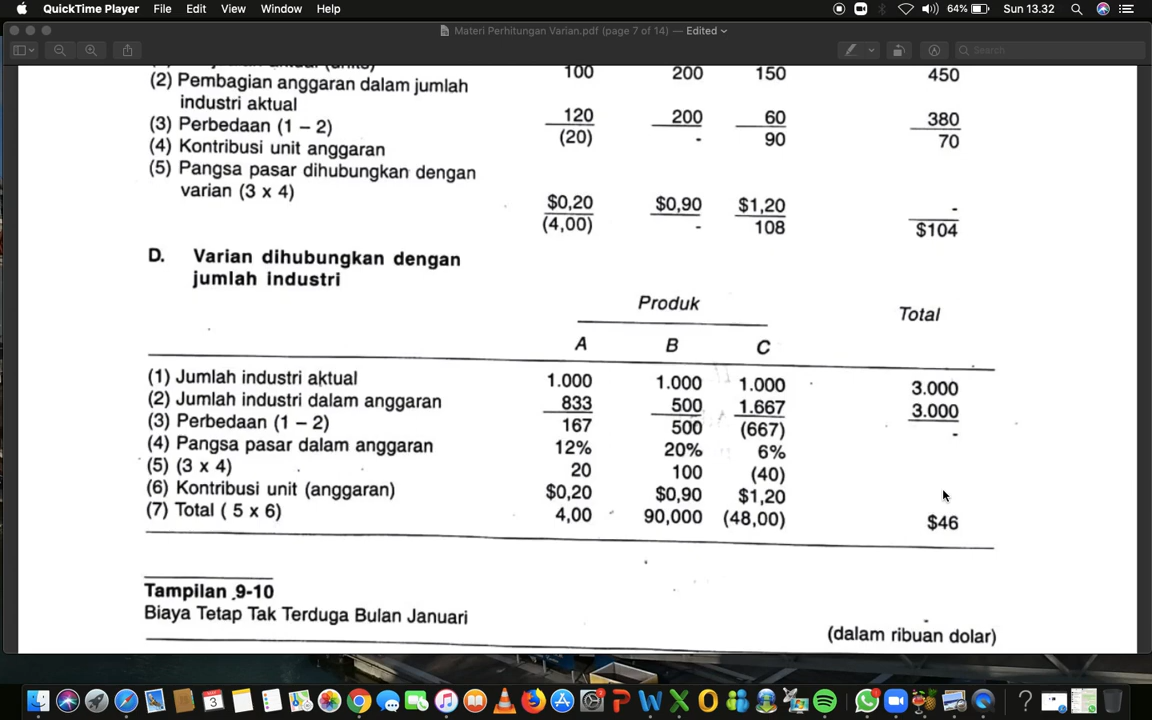 QuickTime Player File Edit View Window Help 64% Sun 13.32
Materi Perhitungan Varian.pdf (page 7 of 14) — Edited
Search
100 200 150 450
(2) Pembagian anggaran dalam jumlah
industri aktual 120 200 60 380
(3) Perbedaan (1 – 2) (20) - 90 70
(4) Kontribusi unit anggaran
(5) Pangsa pasar dihubungkan dengan
varian (3 x 4) $0,20 $0,90 $1,20 -
(4,00) - 108 $104
D. Varian dihubungkan dengan
jumlah industri
Produk Total
A B C
(1) Jumlah industri aktual 1.000 1.000 1.000 3.000
(2) Jumlah industri dalam anggaran 833 500 1.667 3.000
(3) Perbedaan (1 – 2) 167 500 (667) -
(4) Pangsa pasar dalam anggaran 12% 20% 6%
(5) (3 x 4) 20 100 (40)
(6) Kontribusi unit (anggaran) $0,20 $0,90 $1,20
(7) Total ( 5 x 6) 4,00 90,000 (48,00) $46
Tampilan 9-10
Biaya Tetap Tak Terduga Bulan Januari
(dalam ribuan dolar)